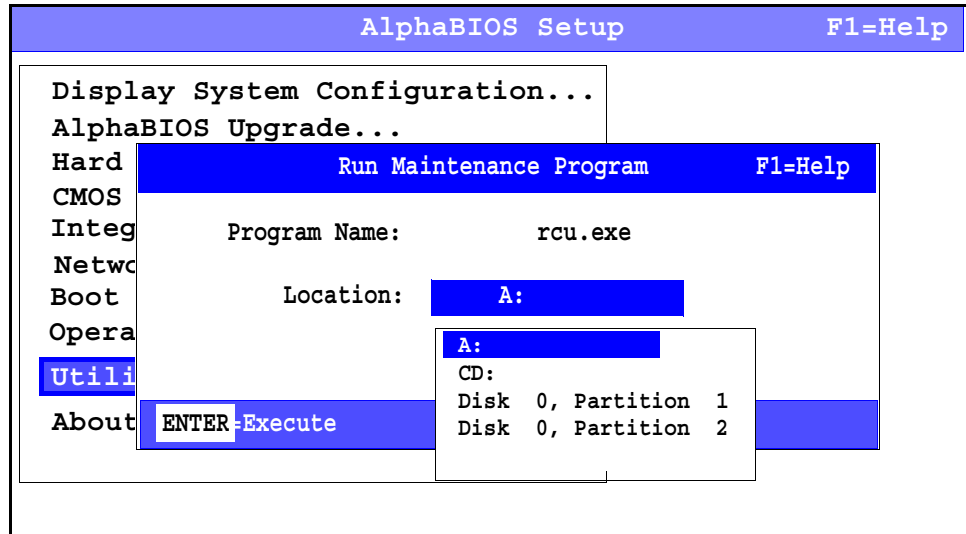 AlphaBIOS Setup F1=Help
Display System Configuration...
AlphaBIOS Upgrade...
Hard
CMOS
Integ
Netwo
Boot
Opera
Utili
About
Run Maintenance Program F1=Help
Program Name: rcu.exe
Location: A:
A:
CD:
Disk 0, Partition 1
Disk 0, Partition 2
ENTER=Execute